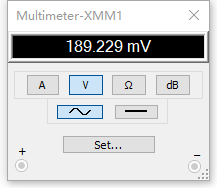 Multimeter-XMM1
189.229 mV
A V Ω dB
Set...
+ −